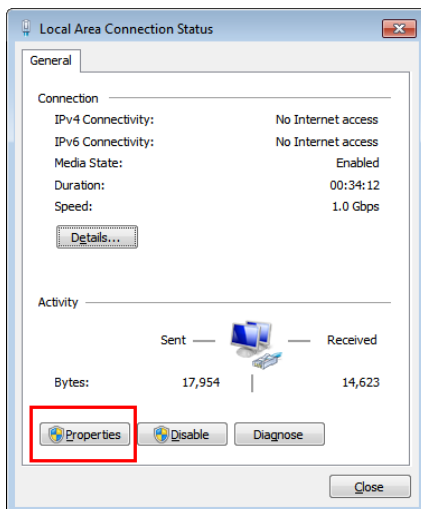 Local Area Connection Status
General
Connection
IPv4 Connectivity: No Internet access
IPv6 Connectivity: No Internet access
Media State: Enabled
Duration: 00:34:12
Speed: 1.0 Gbps
Details...
Activity
Sent Received
Bytes: 17,954 14,623
Properties Disable Diagnose
Close